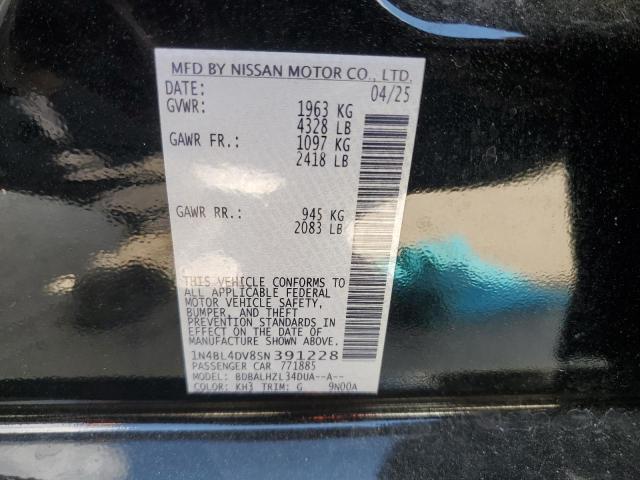 MFD BY NISSAN MOTOR CO., LTD.
DATE: 04/25
GVWR: 1963 KG
4328 LB
GAWR FR.: 1097 KG
2418 LB
GAWR RR.: 945 KG
2083 LB
THIS VEHICLE CONFORMS TO
ALL APPLICABLE FEDERAL
MOTOR VEHICLE SAFETY,
BUMPER, AND THEFT
PREVENTION STANDARDS IN
EFFECT ON THE DATE OF
MANUFACTURE SHOWN ABOVE.
1N4BL4DV8SN391228
PASSENGER CAR 771885
MODEL: BDBALHZL34DUA--A--
COLOR: KH3 TRIM: G 9N00A